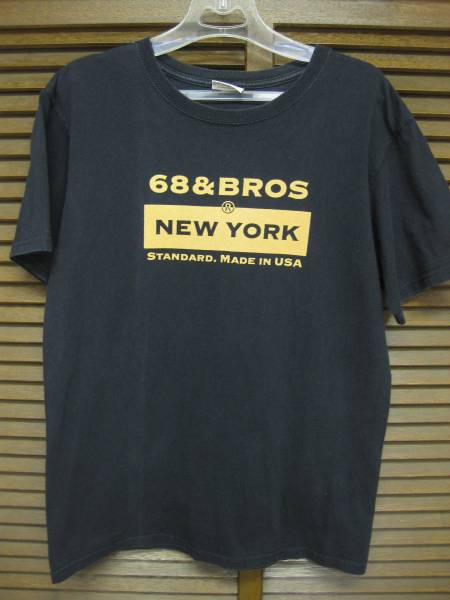 68&BROS
®
NEW YORK
STANDARD. MADE IN USA